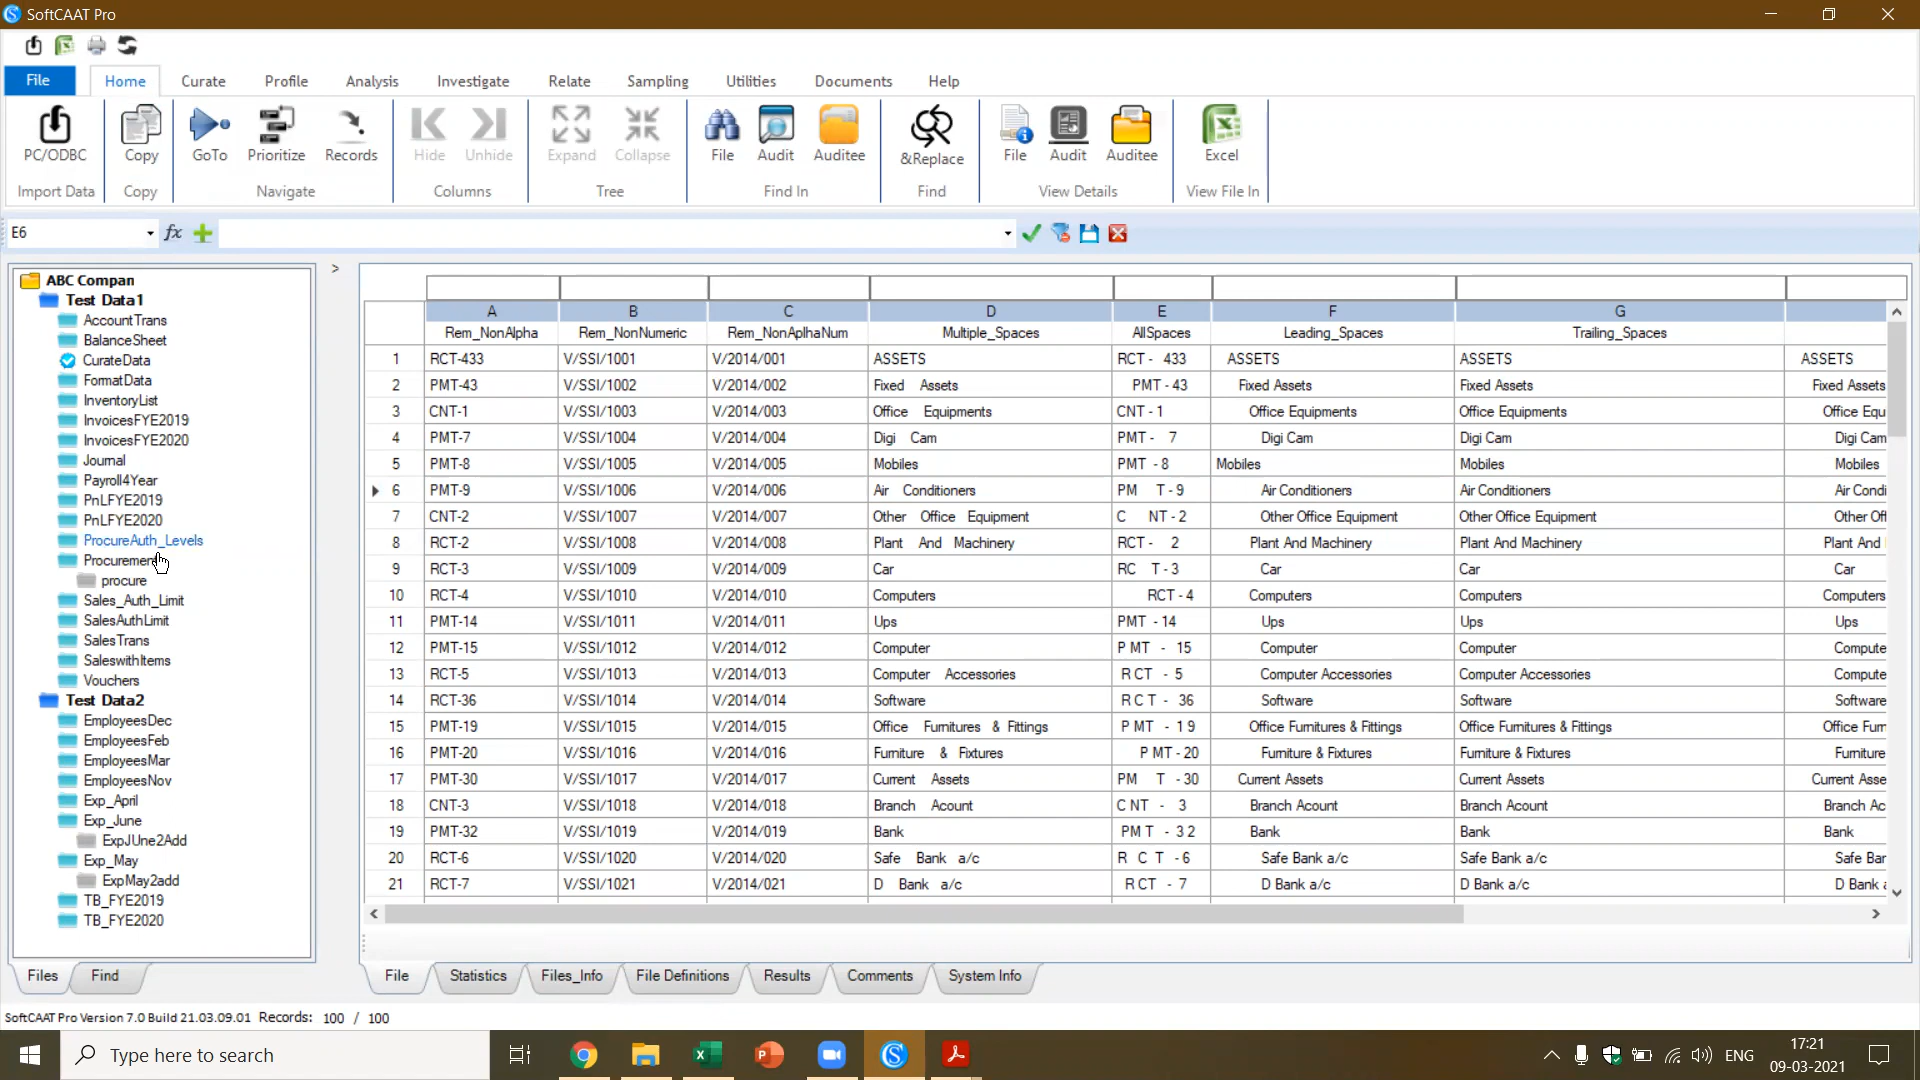 SoftCAAT Pro
File Home Curate Profile Analysis Investigate Relate Sampling Utilities Documents Help
PC/ODBC Copy GoTo Prioritize Records Hide Unhide Expand Collapse File Audit Auditee &Replace File Audit Auditee Excel
Import Data Copy Navigate Columns Tree Find In Find View Details View File In
E6 fx
ABC Compan
Test Data1
AccountTrans
BalanceSheet
CurateData
FormatData
InventoryList
InvoicesFYE2019
InvoicesFYE2020
Journal
Payroll4Year
PnLFYE2019
PnLFYE2020
ProcureAuth_Levels
procure
Sales_Auth_Limit
SalesAuthLimit
SalesTrans
SaleswithItems
Vouchers
Test Data2
EmployeesDec
EmployeesFeb
EmployeesMar
EmployeesNov
Exp_April
Exp_June
ExpJUne2Add
Exp_May
ExpMay2add
TB_FYE2019
TB_FYE2020
Files Find
>
A B C D E F G
Rem_NonAlpha Rem_NonNumeric Rem_NonAplhaNum Multiple_Spaces AllSpaces Leading_Spaces Trailing_Spaces
1 RCT-433 V/SSI/1001 V/2014/001 ASSETS RCT - 433 ASSETS ASSETS ASSETS
2 PMT-43 V/SSI/1002 V/2014/002 Fixed Assets PMT - 43 Fixed Assets Fixed Assets Fixed Assets
3 CNT-1 V/SSI/1003 V/2014/003 Office Equipments CNT - 1 Office Equipments Office Equipments Office Equ
4 PMT-7 V/SSI/1004 V/2014/004 Digi Cam PMT - 7 Digi Cam Digi Cam Digi Cam
5 PMT-8 V/SSI/1005 V/2014/005 Mobiles PMT - 8 Mobiles Mobiles Mobiles
6 PMT-9 V/SSI/1006 V/2014/006 Air Conditioners PM T - 9 Air Conditioners Air Conditioners Air Condi
7 CNT-2 V/SSI/1007 V/2014/007 Other Office Equipment C NT - 2 Other Office Equipment Other Office Equipment Other Off
8 RCT-2 V/SSI/1008 V/2014/008 Plant And Machinery RCT - 2 Plant And Machinery Plant And Machinery Plant And
9 RCT-3 V/SSI/1009 V/2014/009 Car RC T - 3 Car Car Car
10 RCT-4 V/SSI/1010 V/2014/010 Computers RCT - 4 Computers Computers Computers
11 PMT-14 V/SSI/1011 V/2014/011 Ups PMT - 14 Ups Ups Ups
12 PMT-15 V/SSI/1012 V/2014/012 Computer P MT - 15 Computer Computer Compute
13 RCT-5 V/SSI/1013 V/2014/013 Computer Accessories R CT - 5 Computer Accessories Computer Accessories Compute
14 RCT-36 V/SSI/1014 V/2014/014 Software R C T - 36 Software Software Software
15 PMT-19 V/SSI/1015 V/2014/015 Office Furnitures & Fittings P MT - 1 9 Office Furnitures & Fittings Office Furnitures & Fittings Office Furn
16 PMT-20 V/SSI/1016 V/2014/016 Furniture & Fixtures P MT - 20 Furniture & Fixtures Furniture & Fixtures Furniture
17 PMT-30 V/SSI/1017 V/2014/017 Current Assets PM T - 30 Current Assets Current Assets Current Asse
18 CNT-3 V/SSI/1018 V/2014/018 Branch Acount C NT - 3 Branch Acount Branch Acount Branch Ac
19 PMT-32 V/SSI/1019 V/2014/019 Bank PM T - 3 2 Bank Bank Bank
20 RCT-6 V/SSI/1020 V/2014/020 Safe Bank a/c R C T - 6 Safe Bank a/c Safe Bank a/c Safe Bar
21 RCT-7 V/SSI/1021 V/2014/021 D Bank a/c R CT - 7 D Bank a/c D Bank a/c D Bank
File Statistics Files_Info File Definitions Results Comments System Info
SoftCAAT Pro Version 7.0 Build 21.03.09.01 Records: 100 / 100
Type here to search
ENG 17:21
09-03-2021